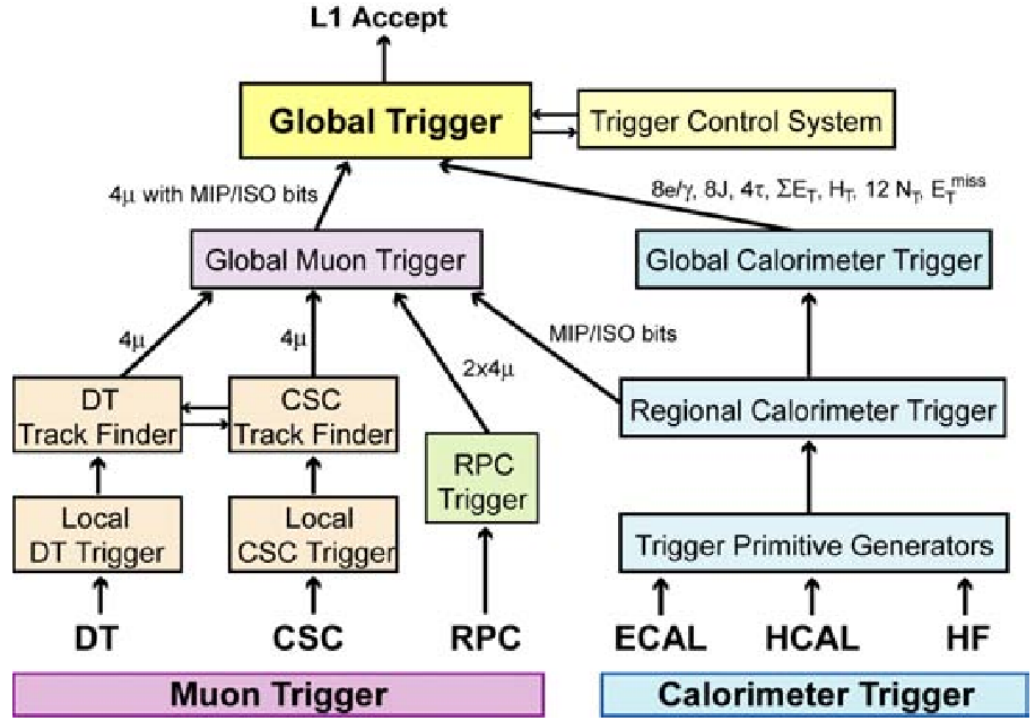 L1 Accept
Global Trigger
Trigger Control System
4μ with MIP/ISO bits
8e/γ, 8J, 4τ, ΣE_T, H_T, 12 N_T, E_T^miss
Global Muon Trigger
Global Calorimeter Trigger
4μ
4μ
2x4μ
MIP/ISO bits
DT
Track Finder
CSC
Track Finder
Regional Calorimeter Trigger
RPC
Trigger
Local
DT Trigger
Local
CSC Trigger
Trigger Primitive Generators
DT
CSC
RPC
ECAL
HCAL
HF
Muon Trigger
Calorimeter Trigger